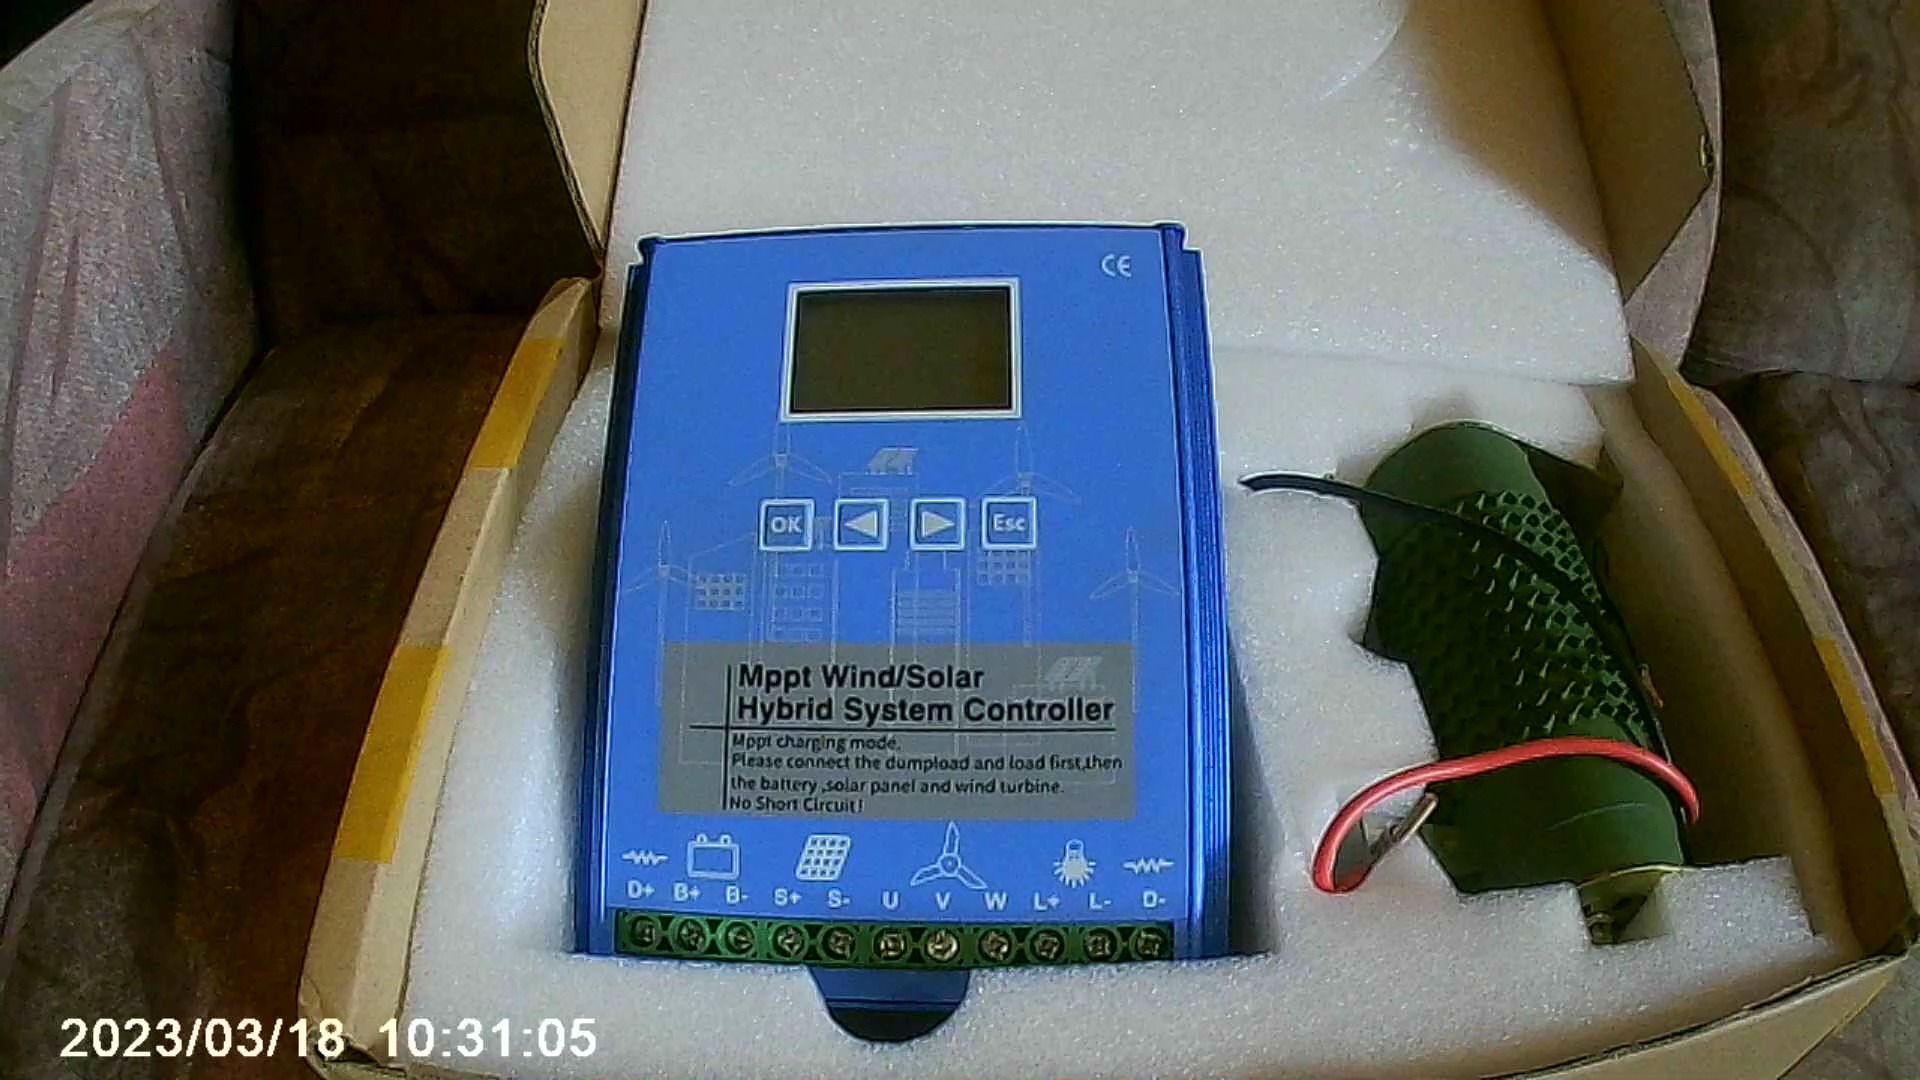 CE
OK
Esc
Mppt Wind/Solar
Hybrid System Controller
Mppt charging mode.
Please connect the dumpload and load first,then
the battery ,solar panel and wind turbine.
No Short Circuit!
D+ B+ B- S+ S- U V W L+ L- D-
2023/03/18 10:31:05